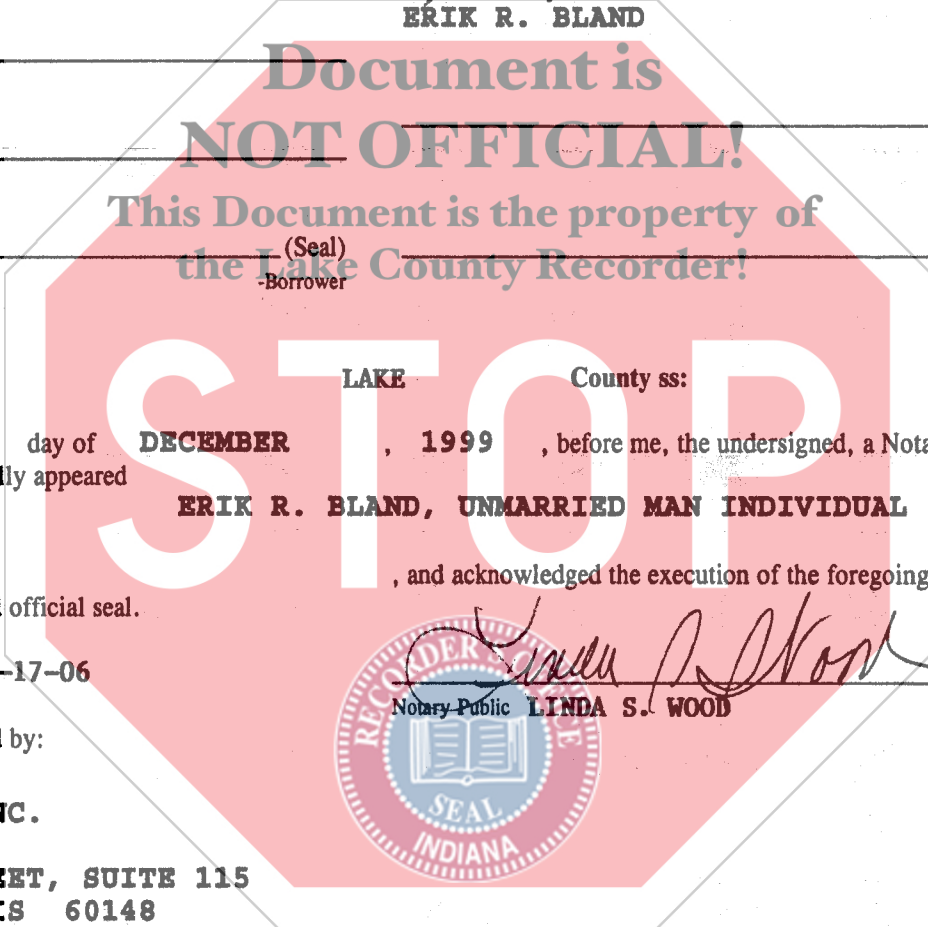 ERIK R. BLAND
Document is
NOT OFFICIAL!
This Document is the property of
(Seal)
the Lake County Recorder!
-Borrower
STOP
LAKE County ss:
day of DECEMBER , 1999 , before me, the undersigned, a Nota
lly appeared
ERIK R. BLAND, UNMARRIED MAN INDIVIDUAL
, and acknowledged the execution of the foregoing
official seal.
Linda S. Wood
-17-06
Notary Public LINDA S. WOOD
by:
RECORDER'S OFFICE
SEAL
INDIANA
NC.
EET, SUITE 115
S 60148